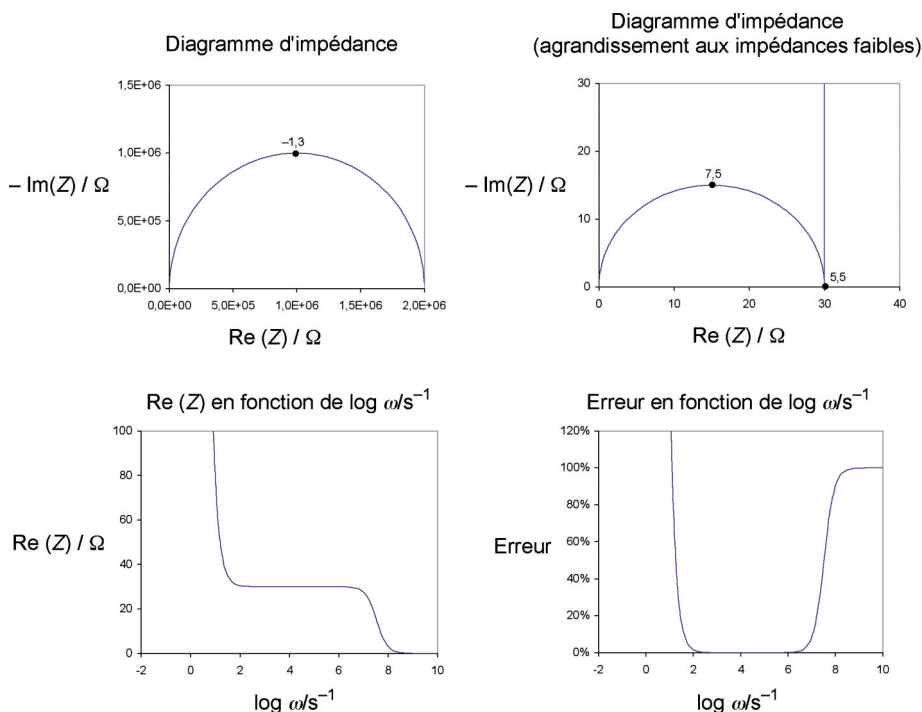 Diagramme d'impédance
1,5E+06
1,0E+06
5,0E+05
0,0E+00
– Im(Z) / Ω
–1,3
0,0E+00 5,0E+05 1,0E+06 1,5E+06 2,0E+06
Re (Z) / Ω
Diagramme d'impédance
(agrandissement aux impédances faibles)
30
20
10
0
– Im(Z) / Ω
7,5
5,5
0 10 20 30 40
Re (Z) / Ω
Re (Z) en fonction de log ω/s⁻¹
100
80
60
40
20
0
Re (Z) / Ω
-2 0 2 4 6 8 10
log ω/s⁻¹
Erreur en fonction de log ω/s⁻¹
120%
100%
80%
60%
40%
20%
0%
Erreur
-2 0 2 4 6 8 10
log ω/s⁻¹